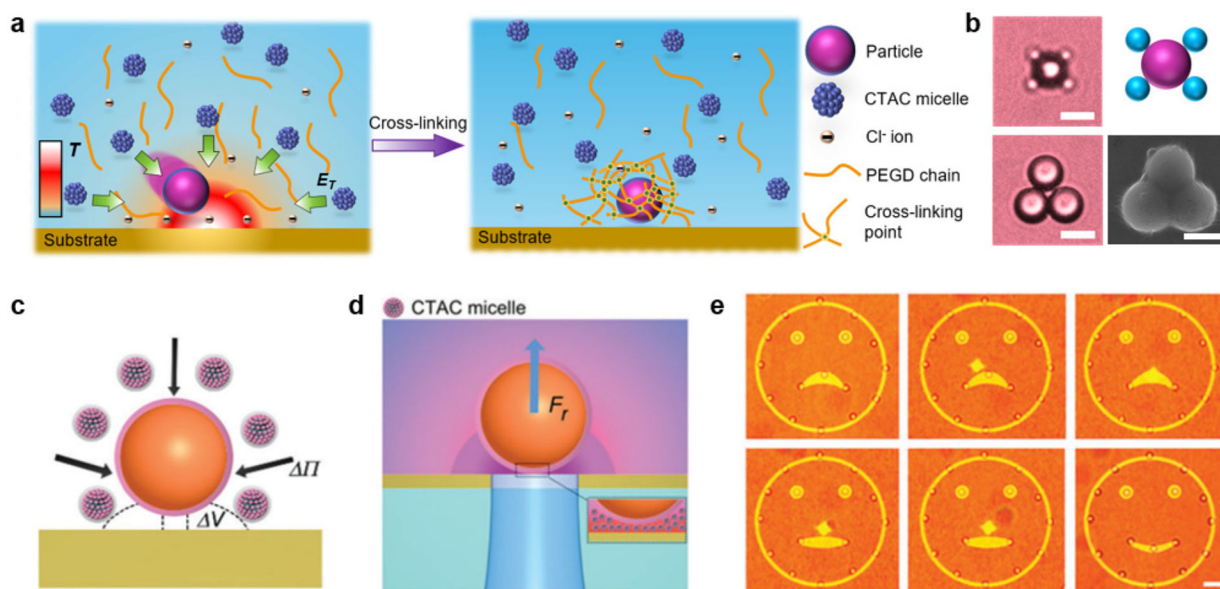 a
T
E_T
Substrate
Cross-linking
Substrate
Particle
CTAC micelle
Cl⁻ ion
PEGD chain
Cross-linking
point
b
c
ΔΠ
ΔV
d
CTAC micelle
F_r
e